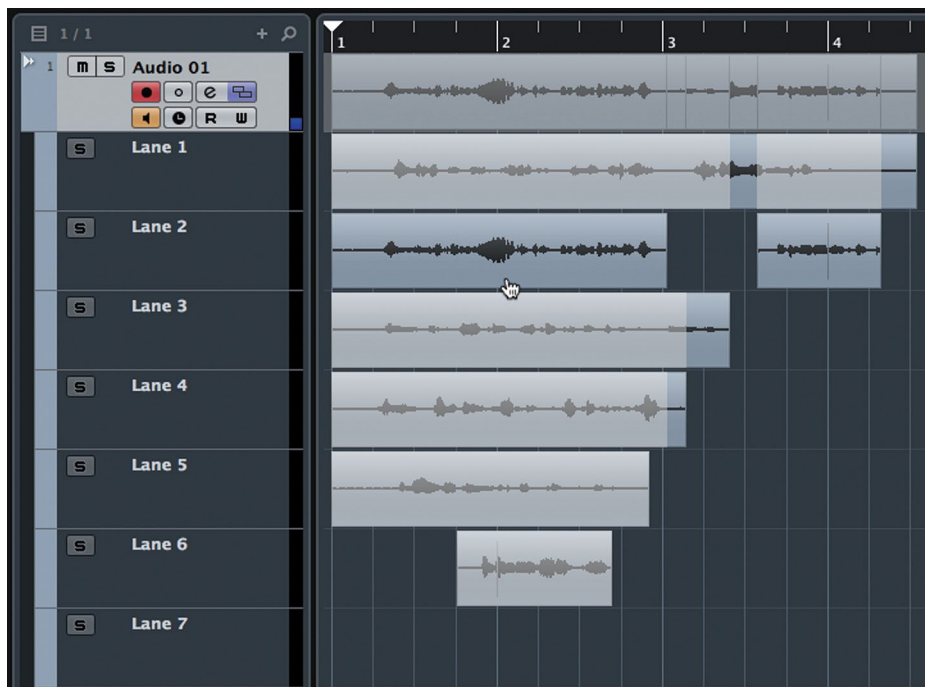 1 / 1 +
1 2 3 4
1 m S Audio 01
e
R W
S Lane 1
S Lane 2
S Lane 3
S Lane 4
S Lane 5
S Lane 6
S Lane 7